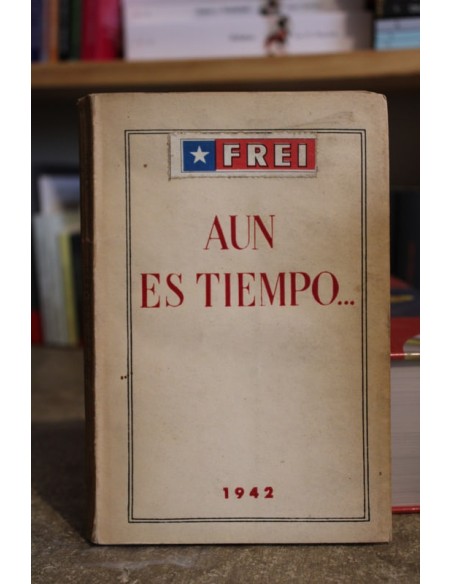 FREI
AUN
ES TIEMPO...
1942